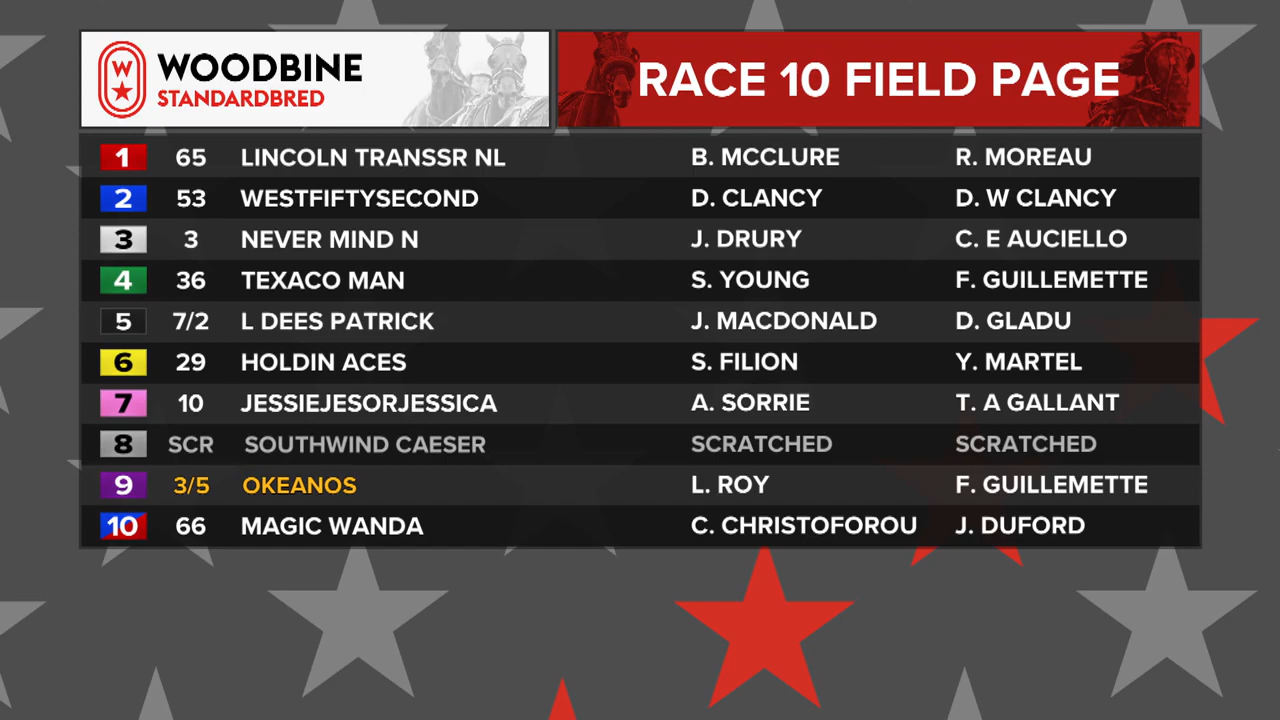 W WOODBINE
STANDARDBRED
RACE 10 FIELD PAGE
1 65 LINCOLN TRANSSR NL B. MCCLURE R. MOREAU
2 53 WESTFIFTYSECOND D. CLANCY D. W CLANCY
3 3 NEVER MIND N J. DRURY C. E AUCIELLO
4 36 TEXACO MAN S. YOUNG F. GUILLEMETTE
5 7/2 L DEES PATRICK J. MACDONALD D. GLADU
6 29 HOLDIN ACES S. FILION Y. MARTEL
7 10 JESSIEJESORJESSICA A. SORRIE T. A GALLANT
8 SCR SOUTHWIND CAESER SCRATCHED SCRATCHED
9 3/5 OKEANOS L. ROY F. GUILLEMETTE
10 66 MAGIC WANDA C. CHRISTOFOROU J. DUFORD